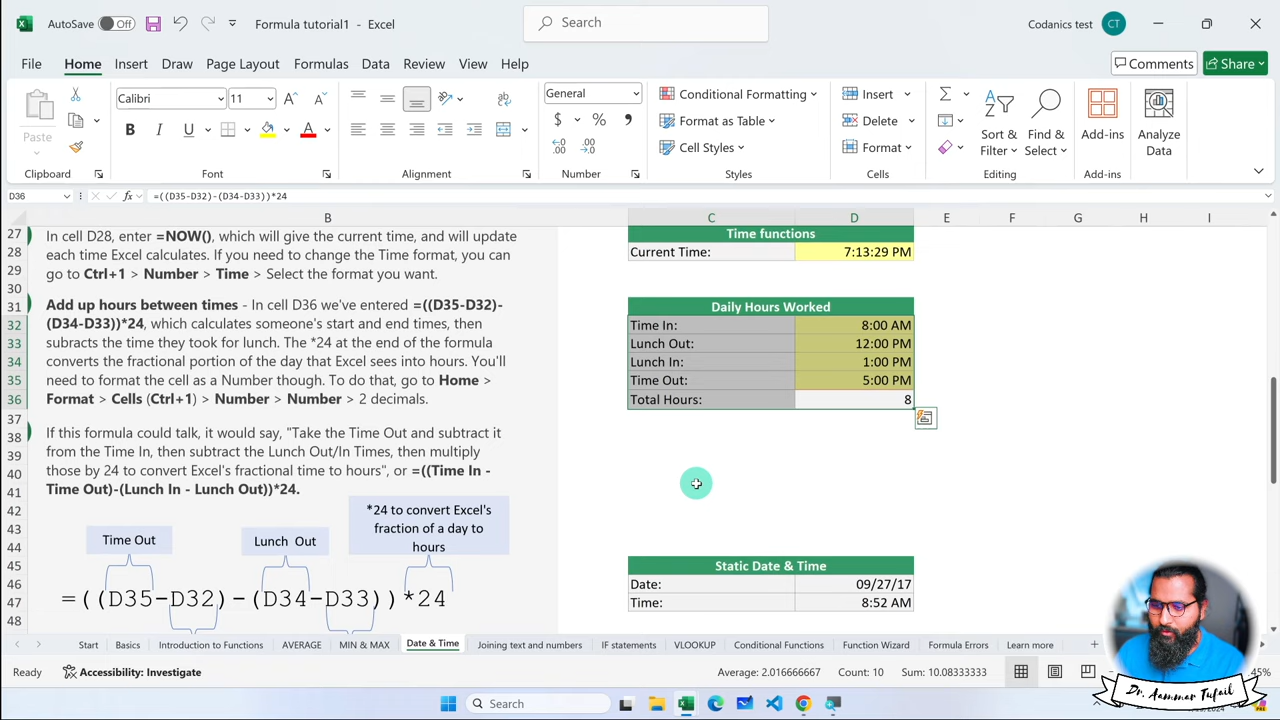 AutoSave Off Formula tutorial1 - Excel Search Codanics test CT
File Home Insert Draw Page Layout Formulas Data Review View Help Comments Share
Paste Calibri 11 A A General Conditional Formatting Insert Sort & Filter Find & Select Add-ins Analyze Data
B I U A $ % , Format as Table Delete
Cell Styles Format
Clipboard Font Alignment Number Styles Cells Editing Add-ins
D36 fx =((D35-D32)-(D34-D33))*24
B C D E F G H I
27 In cell D28, enter =NOW(), which will give the current time, and will update
28 each time Excel calculates. If you need to change the Time format, you can
29 go to Ctrl+1 > Number > Time > Select the format you want.
30
31 Add up hours between times - In cell D36 we've entered =((D35-D32)-
32 (D34-D33))*24, which calculates someone's start and end times, then
33 subracts the time they took for lunch. The *24 at the end of the formula
34 converts the fractional portion of the day that Excel sees into hours. You'll
35 need to format the cell as a Number though. To do that, go to Home >
36 Format > Cells (Ctrl+1) > Number > Number > 2 decimals.
37
38 If this formula could talk, it would say, "Take the Time Out and subtract it
39 from the Time In, then subtract the Lunch Out/In Times, then multiply
40 those by 24 to convert Excel's fractional time to hours", or =((Time In -
41 Time Out)-(Lunch In - Lunch Out))*24.
42
43
44
45
46
47
48
*24 to convert Excel's
fraction of a day to
hours
Time Out Lunch Out
=((D35-D32)-(D34-D33))*24
Time functions
Current Time: 7:13:29 PM
Daily Hours Worked
Time In: 8:00 AM
Lunch Out: 12:00 PM
Lunch In: 1:00 PM
Time Out: 5:00 PM
Total Hours: 8
Static Date & Time
Date: 09/27/17
Time: 8:52 AM
Start Basics Introduction to Functions AVERAGE MIN & MAX Date & Time Joining text and numbers IF statements VLOOKUP Conditional Functions Function Wizard Formula Errors Learn more
Ready Accessibility: Investigate Average: 2.016666667 Count: 10 Sum: 10.08333333 45%
Search
Dr. Aammar Tufail